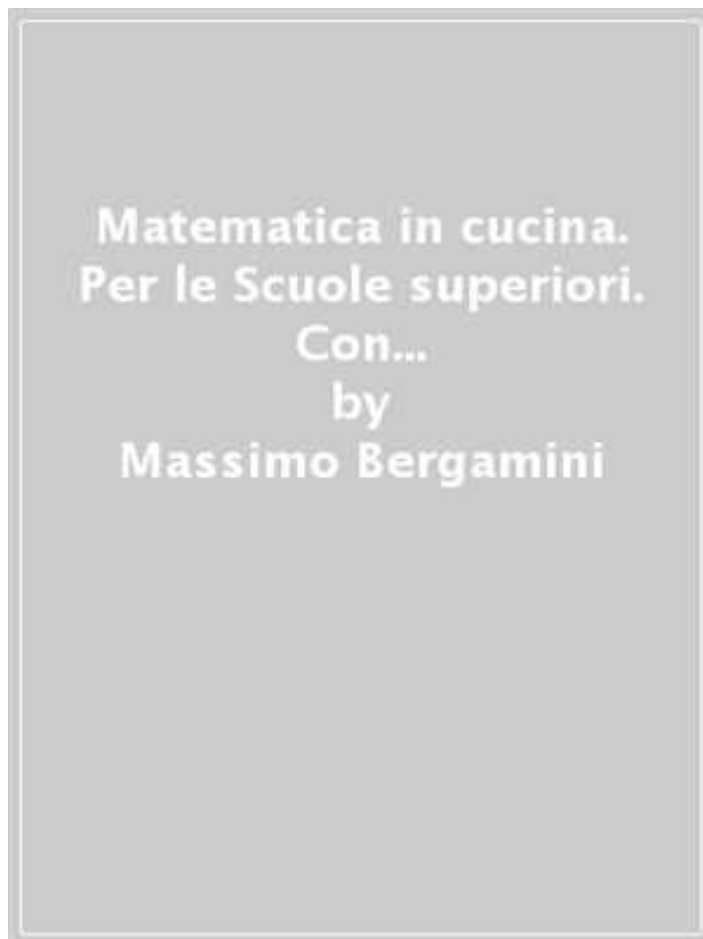 Matematica in cucina.
Per le Scuole superiori.
Con...
by
Massimo Bergamini